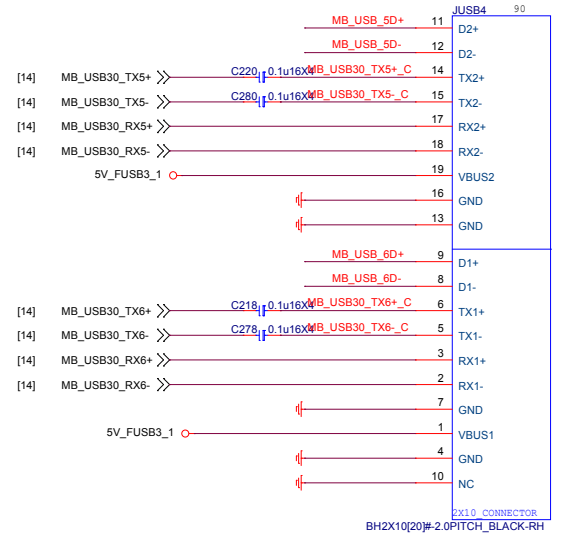 JUSB4 90
MB_USB_5D+ 11 D2+
MB_USB_5D- 12 D2-
[14] MB_USB30_TX5+ C220 0.1u16X4 MB_USB30_TX5+_C 14 TX2+
[14] MB_USB30_TX5- C280 0.1u16X4 MB_USB30_TX5-_C 15 TX2-
[14] MB_USB30_RX5+ 17 RX2+
[14] MB_USB30_RX5- 18 RX2-
5V_FUSB3_1 19 VBUS2
16 GND
13 GND
MB_USB_6D+ 9 D1+
MB_USB_6D- 8 D1-
[14] MB_USB30_TX6+ C218 0.1u16X4 MB_USB30_TX6+_C 6 TX1+
[14] MB_USB30_TX6- C278 0.1u16X4 MB_USB30_TX6-_C 5 TX1-
[14] MB_USB30_RX6+ 3 RX1+
[14] MB_USB30_RX6- 2 RX1-
7 GND
5V_FUSB3_1 1 VBUS1
4 GND
10 NC
2X10_CONNECTOR
BH2X10[20]#-2.0PITCH_BLACK-RH